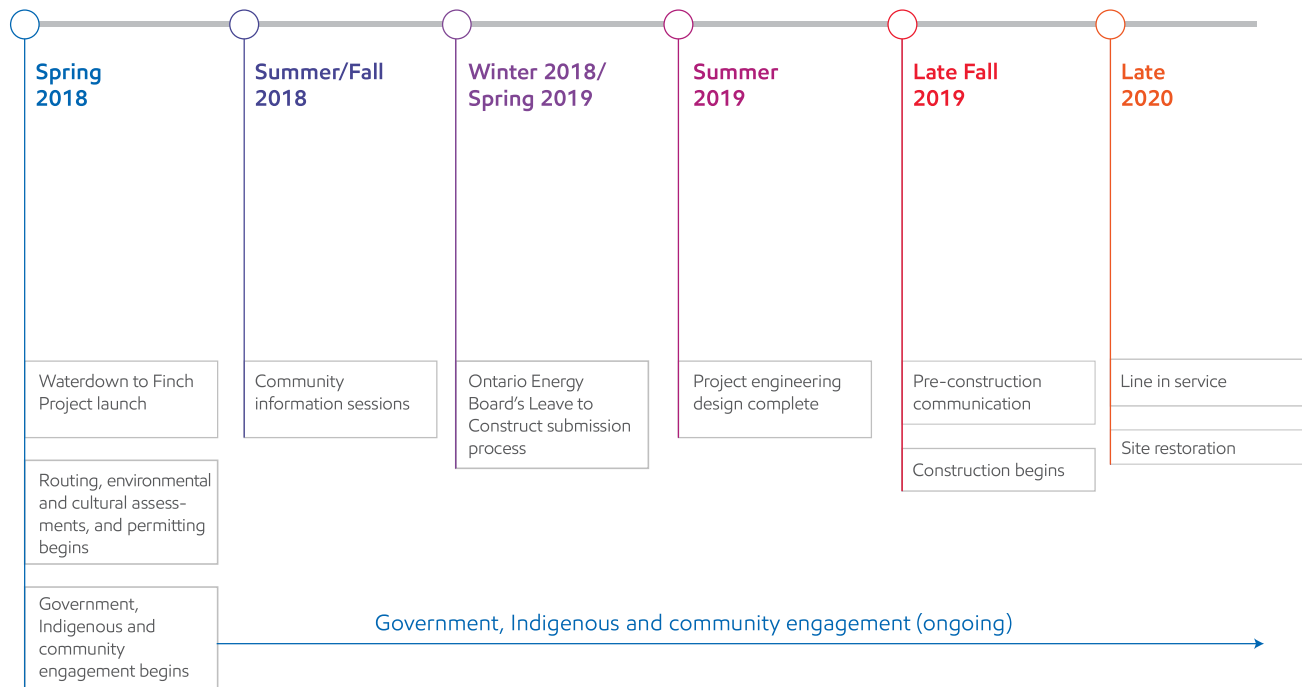 Spring
2018
Summer/Fall
2018
Winter 2018/
Spring 2019
Summer
2019
Late Fall
2019
Late
2020
Waterdown to Finch
Project launch
Routing, environmental
and cultural assess-
ments, and permitting
begins
Government,
Indigenous and
community
engagement begins
Community
information sessions
Ontario Energy
Board's Leave to
Construct submission
process
Project engineering
design complete
Pre-construction
communication
Construction begins
Line in service
Site restoration
Government, Indigenous and community engagement (ongoing)